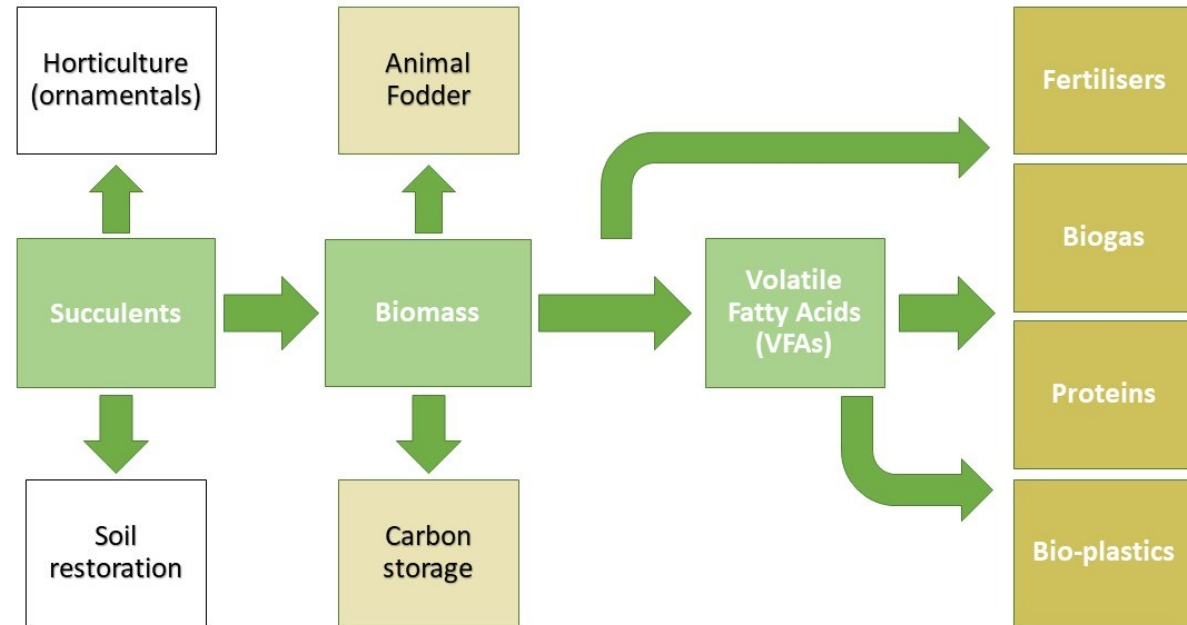 Horticulture
(ornamentals)
Animal
Fodder
Fertilisers
Biogas
Succulents
Biomass
Volatile
Fatty Acids
(VFAs)
Proteins
Soil
restoration
Carbon
storage
Bio-plastics